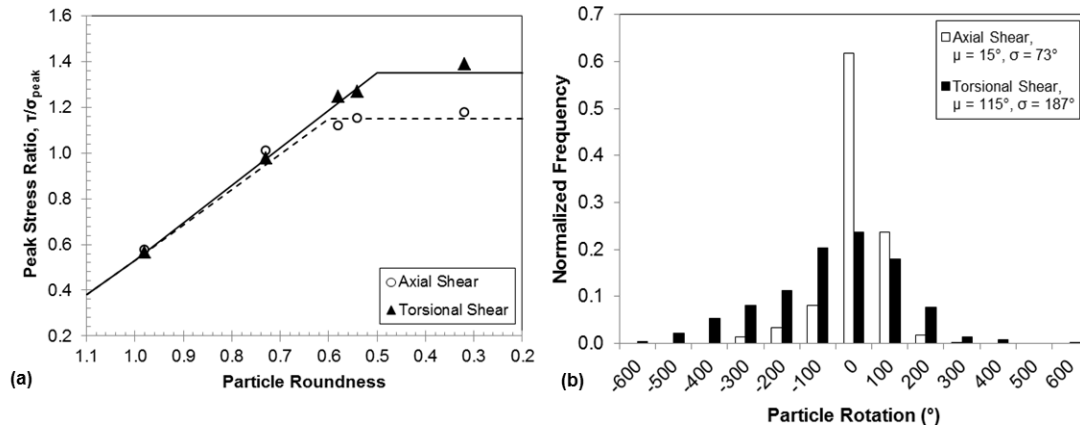 1.6
1.4
1.2
1.0
0.8
0.6
0.4
0.2
Peak Stress Ratio, τ/σpeak
Axial Shear
Torsional Shear
1.1 1.0 0.9 0.8 0.7 0.6 0.5 0.4 0.3 0.2
Particle Roundness
(a)
0.7
0.6
0.5
0.4
0.3
0.2
0.1
0.0
Normalized Frequency
Axial Shear,
μ = 15°, σ = 73°
Torsional Shear,
μ = 115°, σ = 187°
-600 -500 -400 -300 -200 -100 0 100 200 300 400 500 600
Particle Rotation (°)
(b)